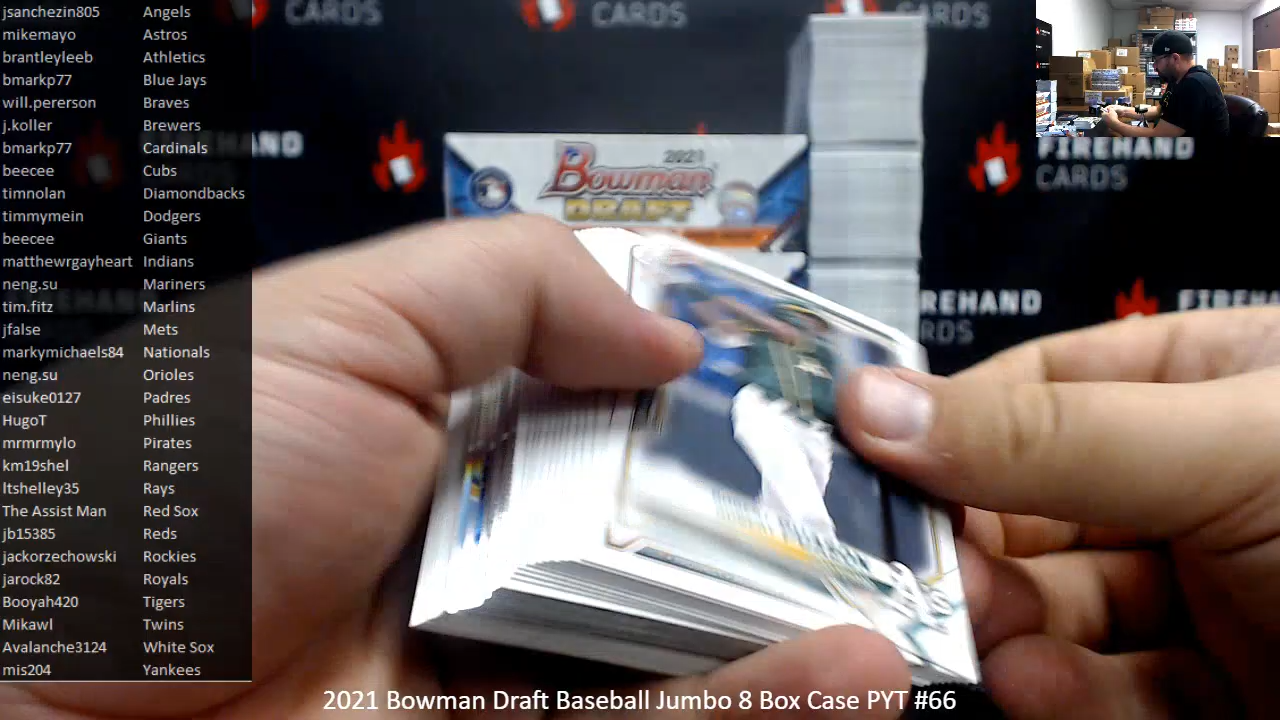 jsanchezin805 Angels
mikemayo Astros
brantleyleeb Athletics
bmarkp77 Blue Jays
will.pererson Braves
j.koller Brewers
bmarkp77 Cardinals
beecee Cubs
timnolan Diamondbacks
timmymein Dodgers
beecee Giants
matthewrgayheart Indians
neng.su Mariners
tim.fitz Marlins
jfalse Mets
markymichaels84 Nationals
neng.su Orioles
eisuke0127 Padres
HugoT Phillies
mrmrmylo Pirates
km19shel Rangers
ltshelley35 Rays
The Assist Man Red Sox
jb15385 Reds
jackorzechowski Rockies
jarock82 Royals
Booyah420 Tigers
Mikawl Twins
Avalanche3124 White Sox
mis204 Yankees
CARDS
CARDS
CARDS
HAND
FIREHAND
CARDS
2021
Bowman
DRAFT
REHAND
RDS
FIREHAND
2021 Bowman Draft Baseball Jumbo 8 Box Case PYT #66